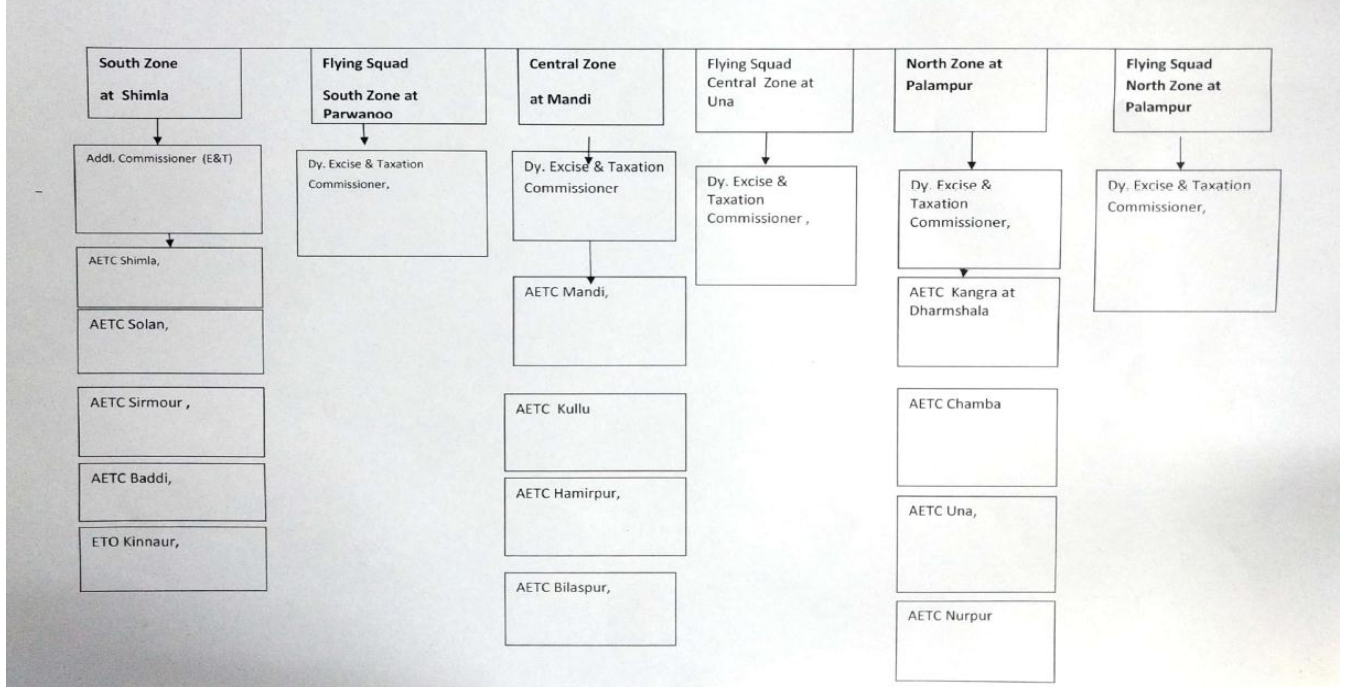 South Zone
at Shimla
Addl. Commissioner (E&T)
AETC Shimla,
AETC Solan,
AETC Sirmour ,
AETC Baddi,
ETO Kinnaur,
Flying Squad
South Zone at
Parwanoo
Dy. Excise & Taxation
Commissioner,
Central Zone
at Mandi
Dy. Excise & Taxation
Commissioner
AETC Mandi,
AETC Kullu
AETC Hamirpur,
AETC Bilaspur,
Flying Squad
Central Zone at
Una
Dy. Excise &
Taxation
Commissioner ,
North Zone at
Palampur
Dy. Excise &
Taxation
Commissioner,
AETC Kangra at
Dharmshala
AETC Chamba
AETC Una,
AETC Nurpur
Flying Squad
North Zone at
Palampur
Dy. Excise & Taxation
Commissioner,